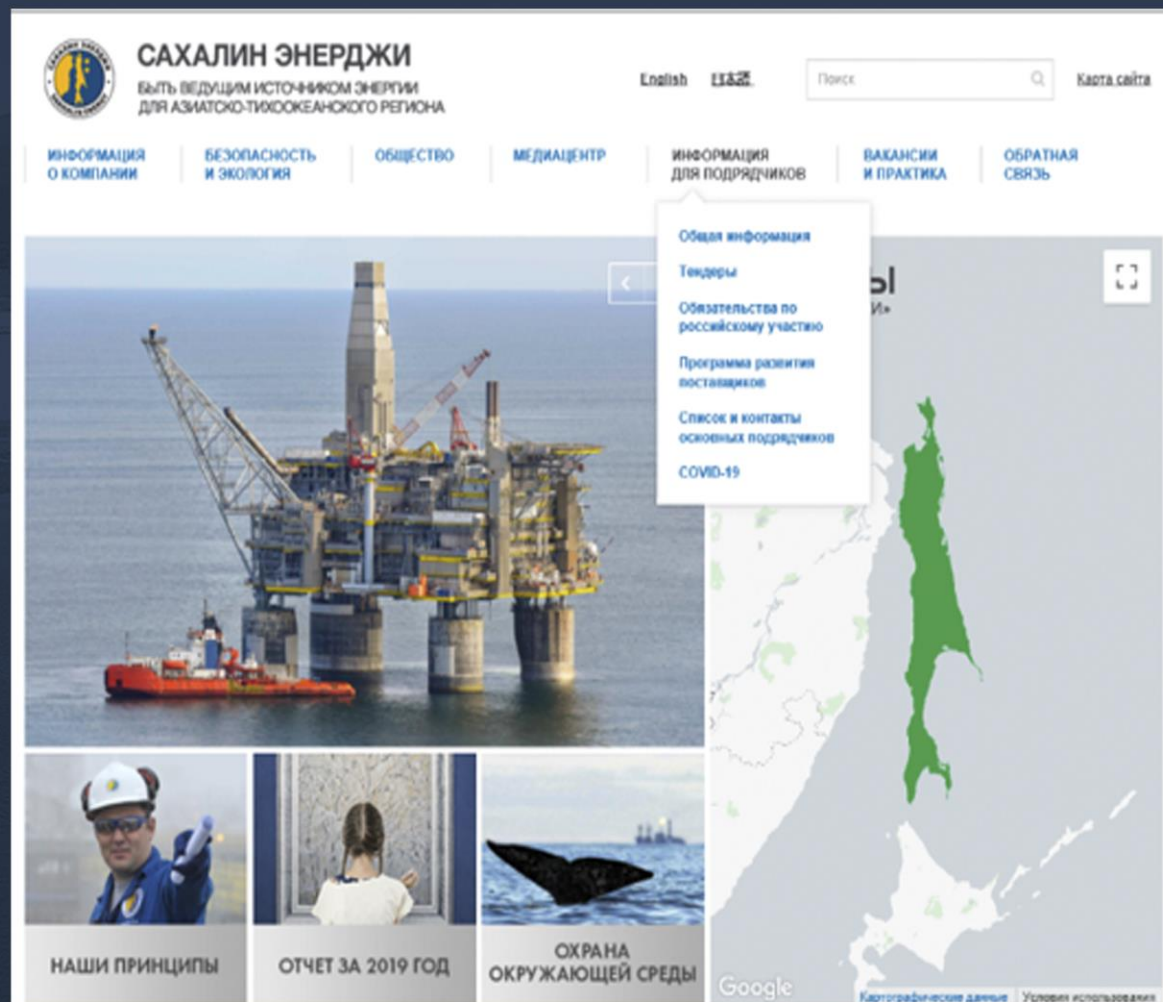 САХАЛИН ЭНЕРДЖИ
БЫТЬ ВЕДУЩИМ ИСТОЧНИКОМ ЭНЕРГИИ
ДЛЯ АЗИАТСКО-ТИХООКЕАНСКОГО РЕГИОНА
English 日本語
Поиск
Карта сайта
ИНФОРМАЦИЯ
О КОМПАНИИ
БЕЗОПАСНОСТЬ
И ЭКОЛОГИЯ
ОБЩЕСТВО
МЕДИАЦЕНТР
ИНФОРМАЦИЯ
ДЛЯ ПОДРЯДЧИКОВ
ВАКАНСИИ
И ПРАКТИКА
ОБРАТНАЯ
СВЯЗЬ
Общая информация
Тендеры
Обязательства по
российскому участию
Программа развития
поставщиков
Список и контакты
основных подрядчиков
COVID-19
Ы
И»
НАШИ ПРИНЦИПЫ
ОТЧЕТ ЗА 2019 ГОД
ОХРАНА
ОКРУЖАЮЩЕЙ СРЕДЫ
Google
Картографические данные
Условия использования